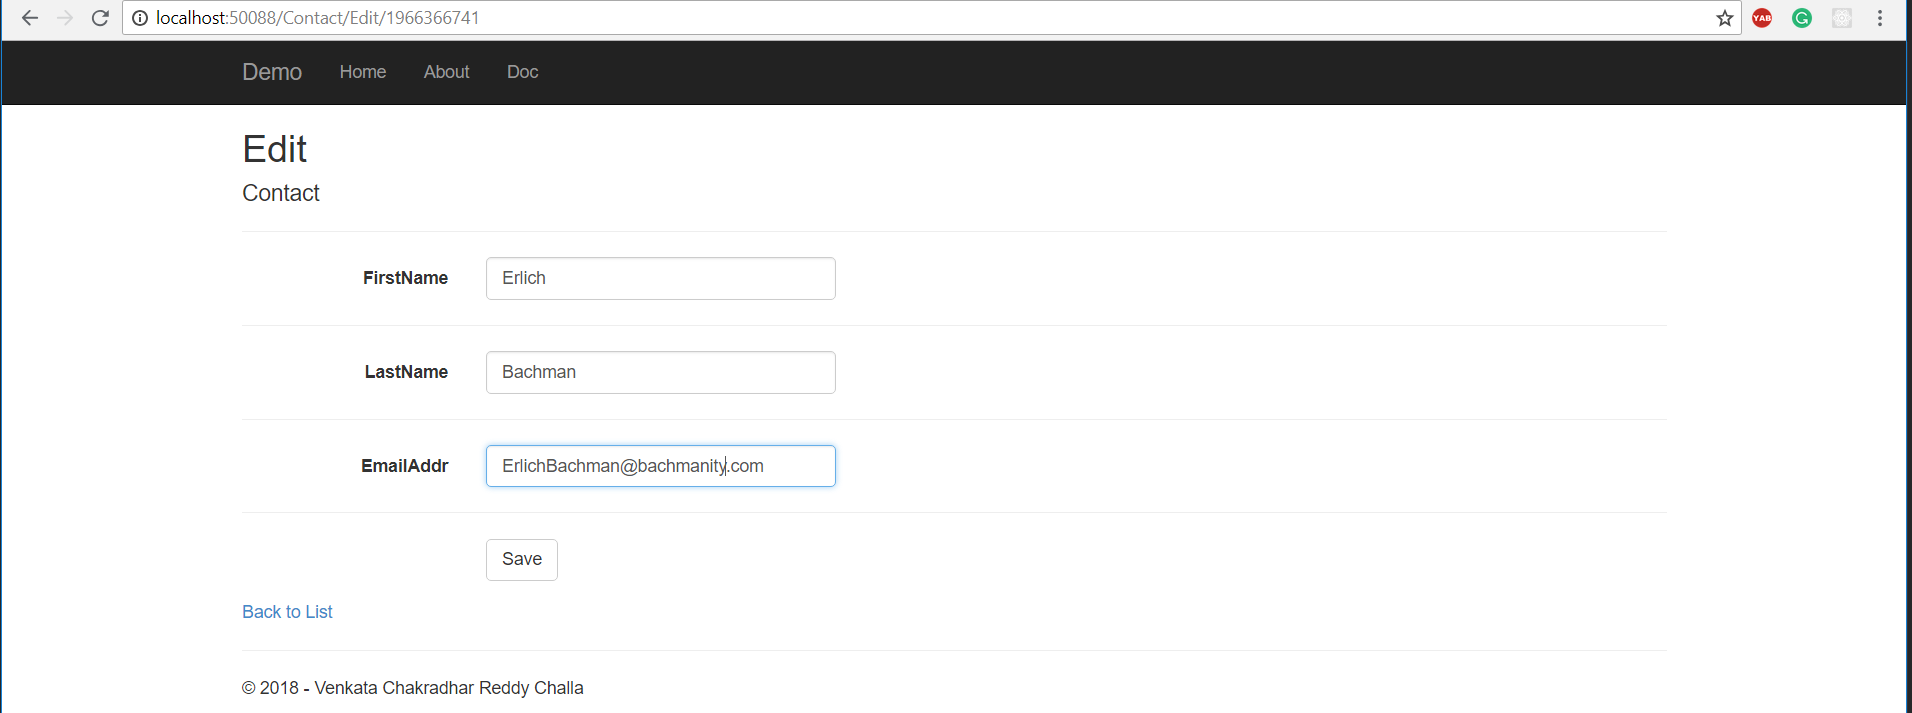 localhost:50088/Contact/Edit/1966366741
YAB
G
Demo Home About Doc
Edit
Contact
FirstName Erlich
LastName Bachman
EmailAddr ErlichBachman@bachmanity.com
Save
Back to List
© 2018 - Venkata Chakradhar Reddy Challa